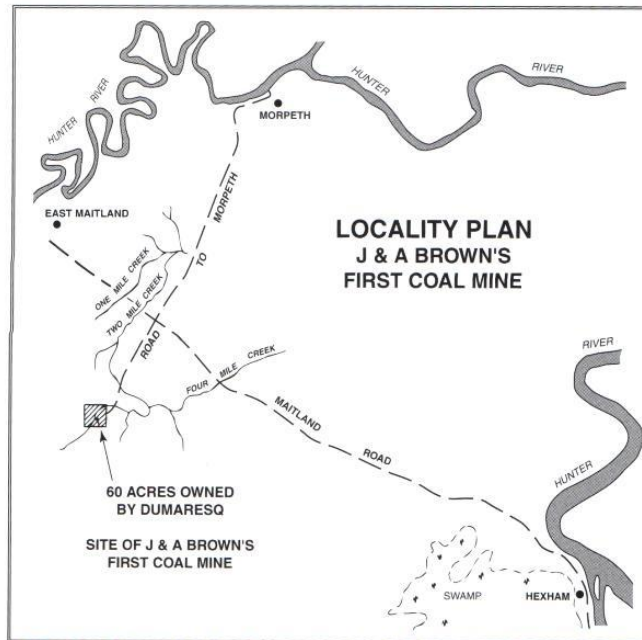 HUNTER RIVER
HUNTER
RIVER
MORPETH
EAST MAITLAND
LOCALITY PLAN
J & A BROWN'S
FIRST COAL MINE
ONE MILE CREEK
TWO MILE CREEK
ROAD TO MORPETH
FOUR MILE CREEK
MAITLAND ROAD
RIVER
HUNTER
60 ACRES OWNED
BY DUMARESQ
SITE OF J & A BROWN'S
FIRST COAL MINE
SWAMP
HEXHAM